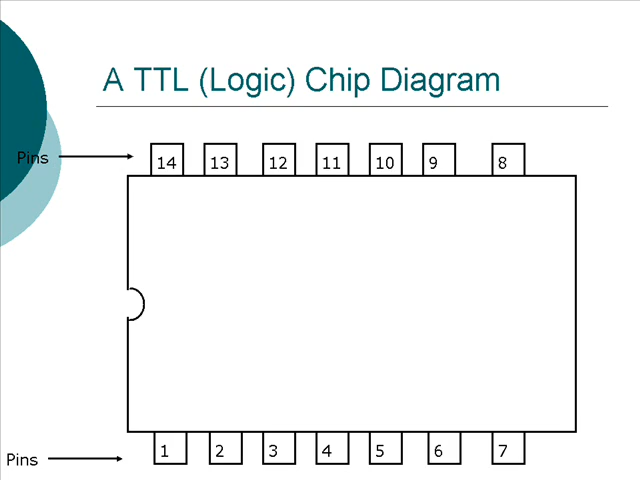 A TTL (Logic) Chip Diagram
Pins
14 13 12 11 10 9 8
1 2 3 4 5 6 7
Pins